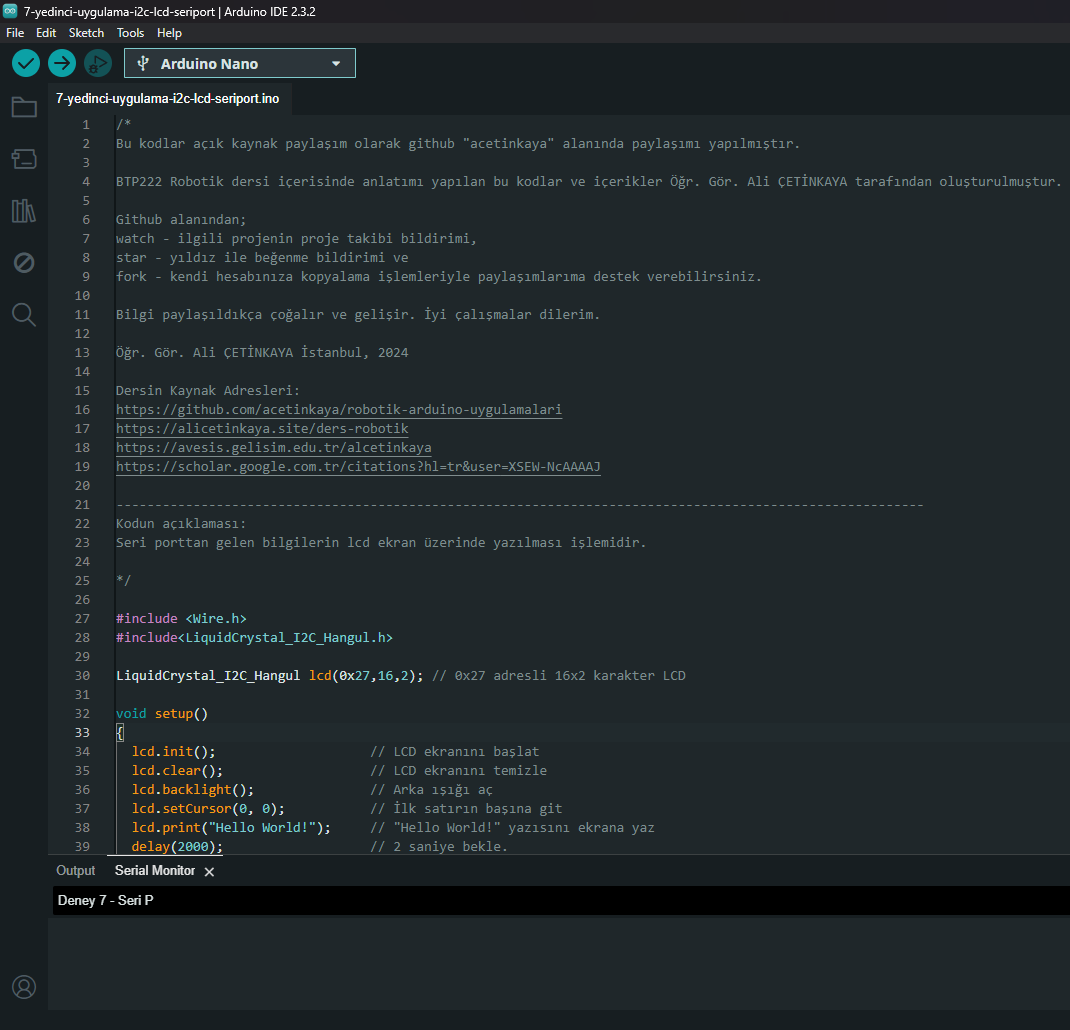 7-yedinci-uygulama-i2c-lcd-seriport | Arduino IDE 2.3.2
File Edit Sketch Tools Help
Arduino Nano
7-yedinci-uygulama-i2c-lcd-seriport.ino
1 /*
2 Bu kodlar açık kaynak paylaşım olarak github "acetinkaya" alanında paylaşımı yapılmıştır.
3
4 BTP222 Robotik dersi içerisinde anlatımı yapılan bu kodlar ve içerikler Öğr. Gör. Ali ÇETİNKAYA tarafından oluşturulmuştur.
5
6 Github alanından;
7 watch - ilgili projenin proje takibi bildirimi,
8 star - yıldız ile beğenme bildirimi ve
9 fork - kendi hesabınıza kopyalama işlemleriyle paylaşımlarıma destek verebilirsiniz.
10
11 Bilgi paylaşıldıkça çoğalır ve gelişir. İyi çalışmalar dilerim.
12
13 Öğr. Gör. Ali ÇETİNKAYA İstanbul, 2024
14
15 Dersin Kaynak Adresleri:
16 https://github.com/acetinkaya/robotik-arduino-uygulamalari
17 https://alicetinkaya.site/ders-robotik
18 https://avesis.gelisim.edu.tr/alcetinkaya
19 https://scholar.google.com.tr/citations?hl=tr&user=XSEW-NcAAAAJ
20
21 ---------------------------------------------------------------------------------------------------------
22 Kodun açıklaması:
23 Seri porttan gelen bilgilerin lcd ekran üzerinde yazılması işlemidir.
24
25 */
26
27 #include <Wire.h>
28 #include<LiquidCrystal_I2C_Hangul.h>
29
30 LiquidCrystal_I2C_Hangul lcd(0x27,16,2); // 0x27 adresli 16x2 karakter LCD
31
32 void setup()
33 {
34 lcd.init(); // LCD ekranını başlat
35 lcd.clear(); // LCD ekranını temizle
36 lcd.backlight(); // Arka ışığı aç
37 lcd.setCursor(0, 0); // İlk satırın başına git
38 lcd.print("Hello World!"); // "Hello World!" yazısını ekrana yaz
39 delay(2000); // 2 saniye bekle.
Output Serial Monitor
Deney 7 - Seri P